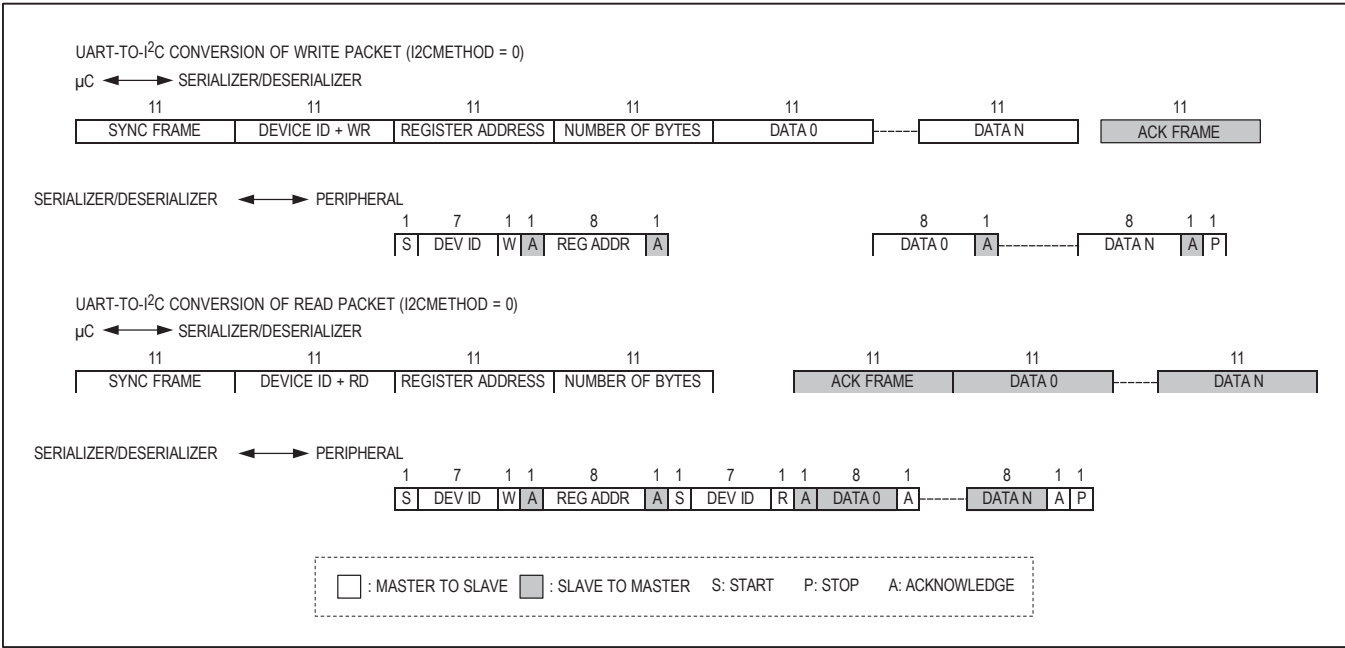 UART-TO-I2C CONVERSION OF WRITE PACKET (I2CMETHOD = 0)
µC SERIALIZER/DESERIALIZER
11 11 11 11 11 11 11
SYNC FRAME DEVICE ID + WR REGISTER ADDRESS NUMBER OF BYTES DATA 0 DATA N ACK FRAME
SERIALIZER/DESERIALIZER PERIPHERAL
1 7 1 1 8 1 8 1 8 1 1
S DEV ID W A REG ADDR A DATA 0 A DATA N A P
UART-TO-I2C CONVERSION OF READ PACKET (I2CMETHOD = 0)
µC SERIALIZER/DESERIALIZER
11 11 11 11 11 11 11
SYNC FRAME DEVICE ID + RD REGISTER ADDRESS NUMBER OF BYTES ACK FRAME DATA 0 DATA N
SERIALIZER/DESERIALIZER PERIPHERAL
1 7 1 1 8 1 1 7 1 1 8 1 8 1 1
S DEV ID W A REG ADDR A S DEV ID R A DATA 0 A DATA N A P
: MASTER TO SLAVE : SLAVE TO MASTER S: START P: STOP A: ACKNOWLEDGE